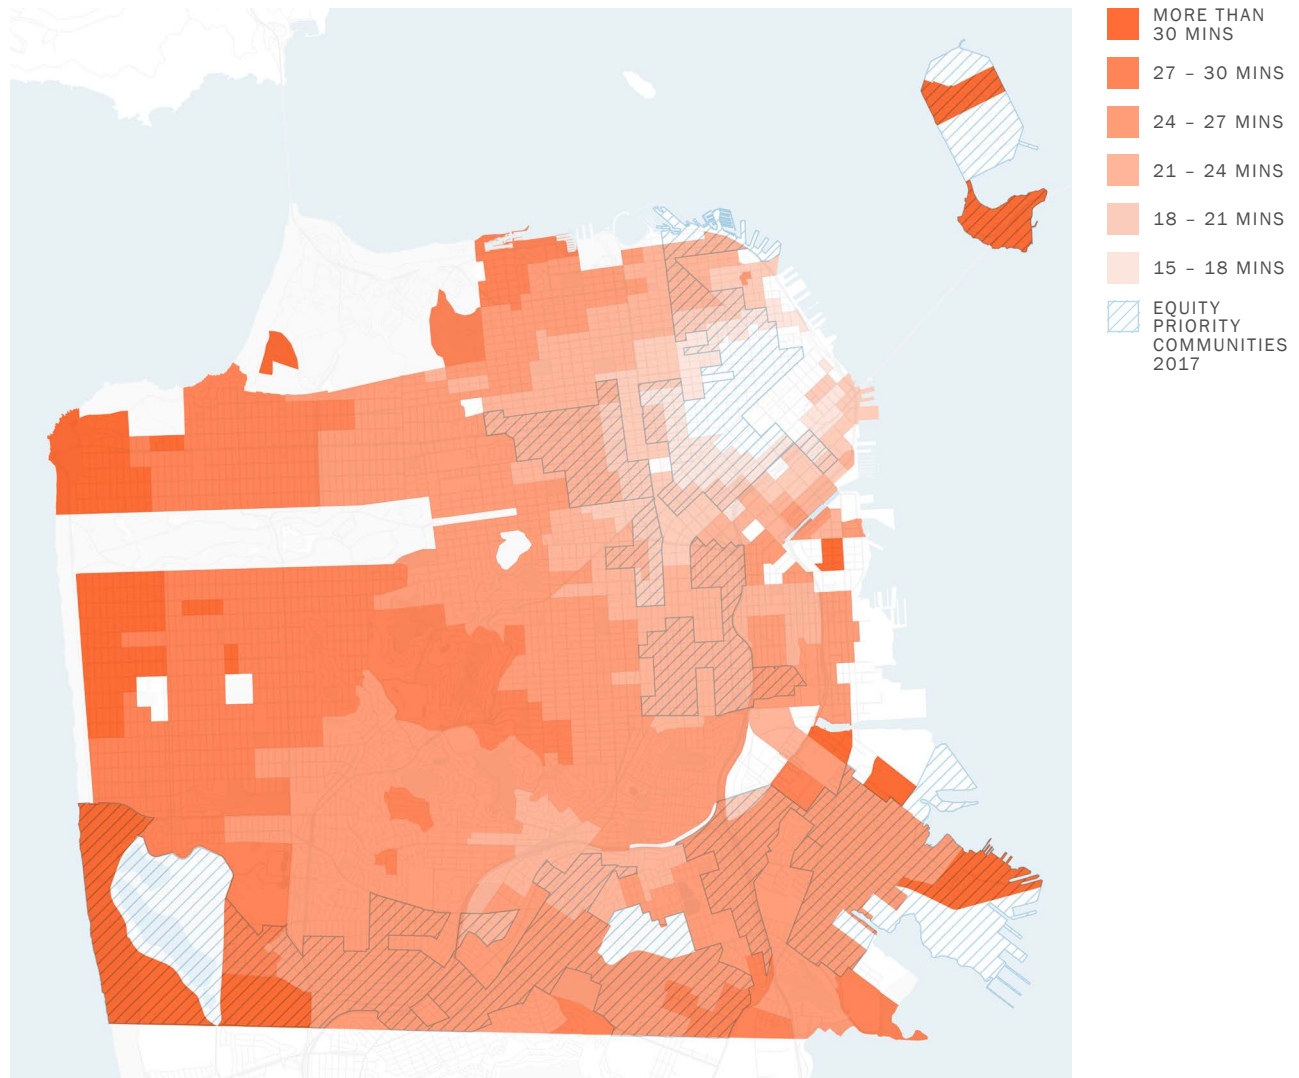 MORE THAN
30 MINS
27 – 30 MINS
24 – 27 MINS
21 – 24 MINS
18 – 21 MINS
15 – 18 MINS
EQUITY
PRIORITY
COMMUNITIES
2017